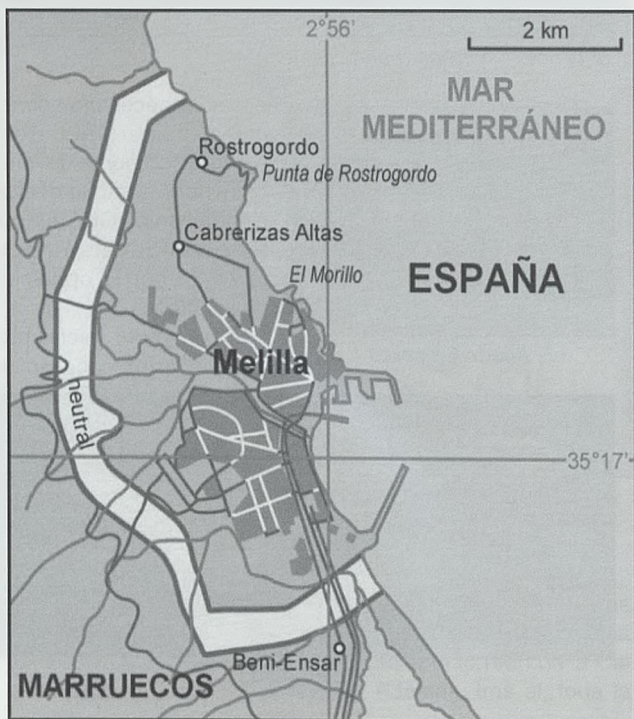 2°56'
2 km
MAR
MEDITERRÁNEO
Rostrogordo
Punta de Rostrogordo
Cabrerizas Altas
El Morillo
ESPAÑA
Melilla
neutral
35°17'
Beni-Ensar
MARRUECOS